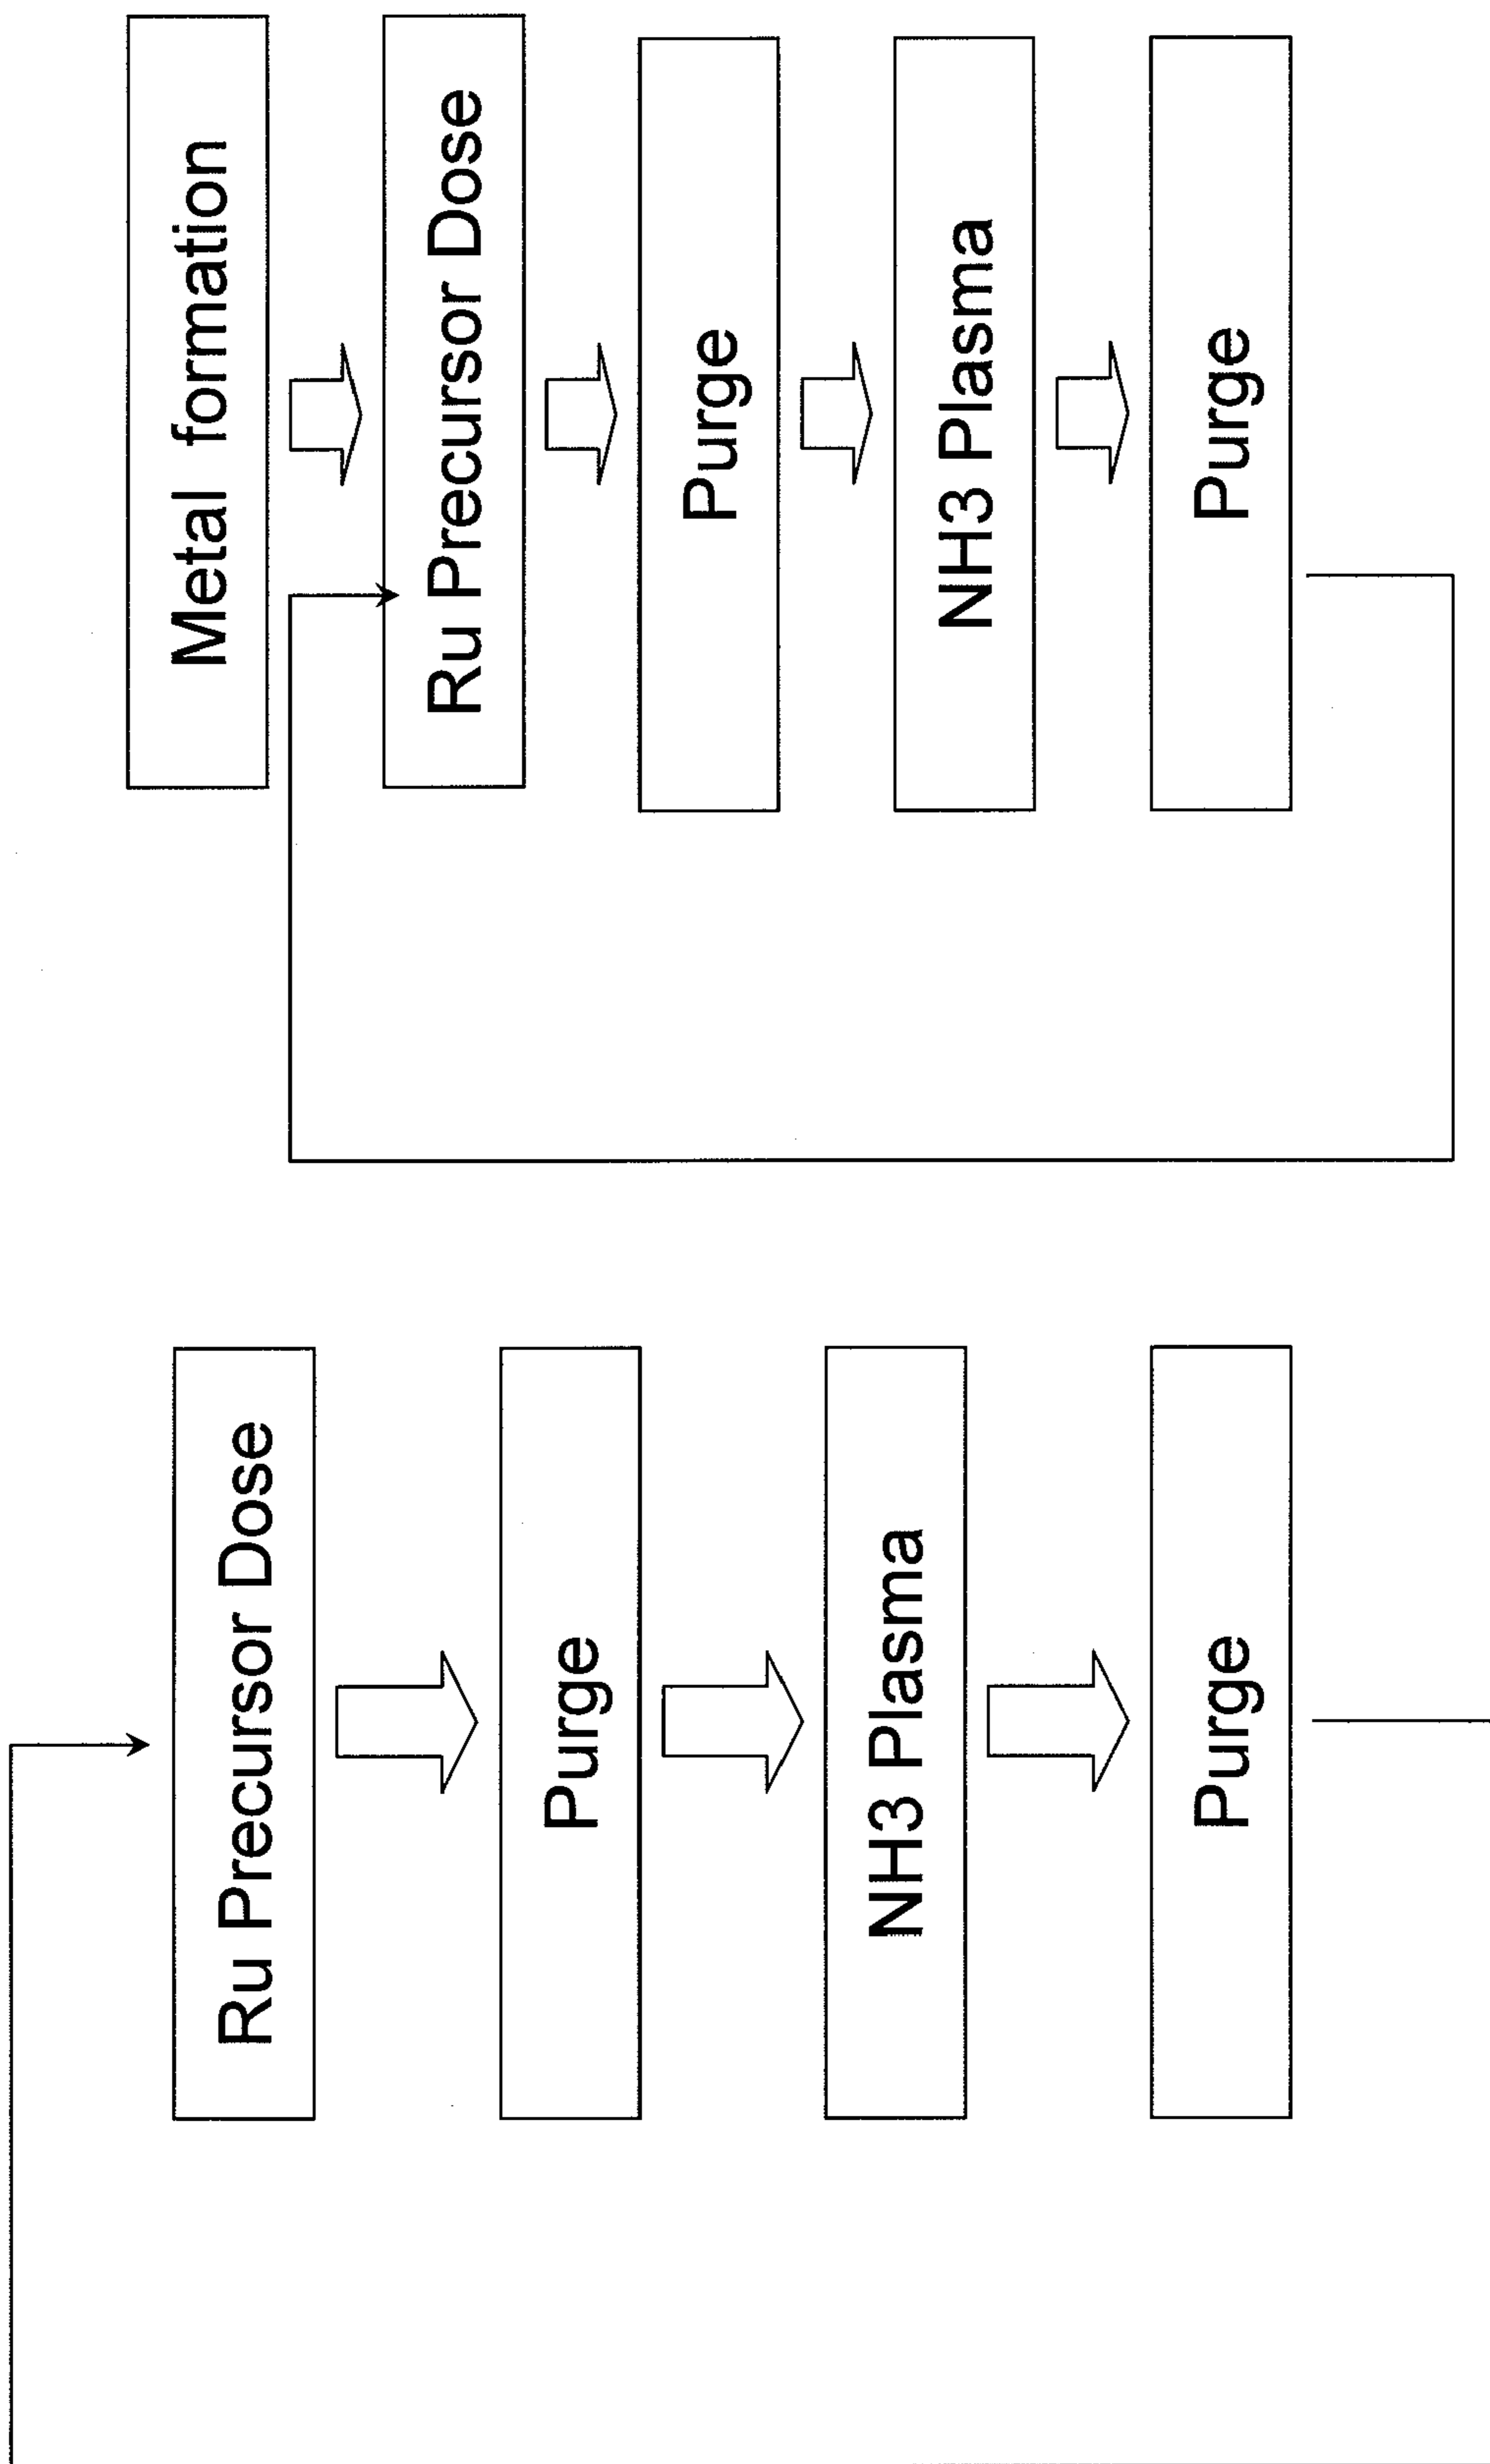 Metal formation
Ru Precursor Dose
Purge
NH3 Plasma
Purge
Ru Precursor Dose
Purge
NH3 Plasma
Purge